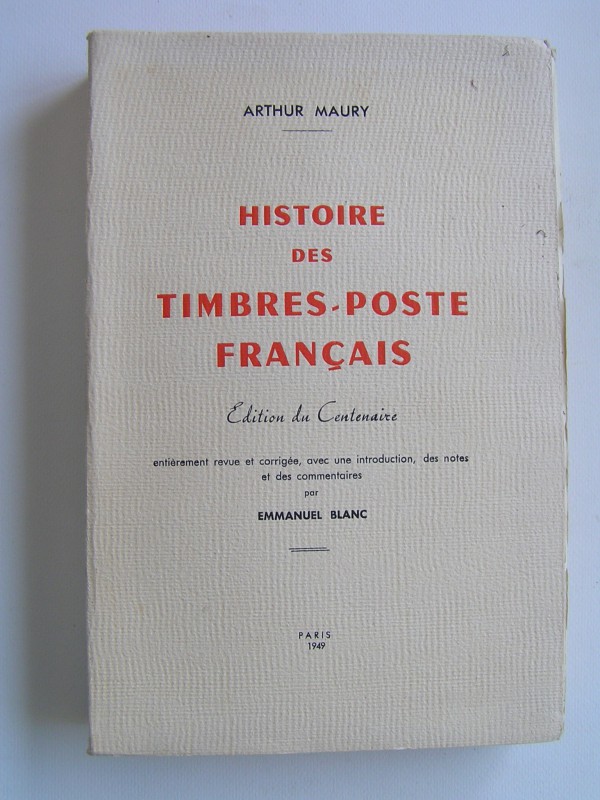 ARTHUR MAURY
HISTOIRE
DES
TIMBRES-POSTE
FRANÇAIS
Edition du Centenaire
entièrement revue et corrigée, avec une introduction, des notes
et des commentaires
par
EMMANUEL BLANC
PARIS
1949